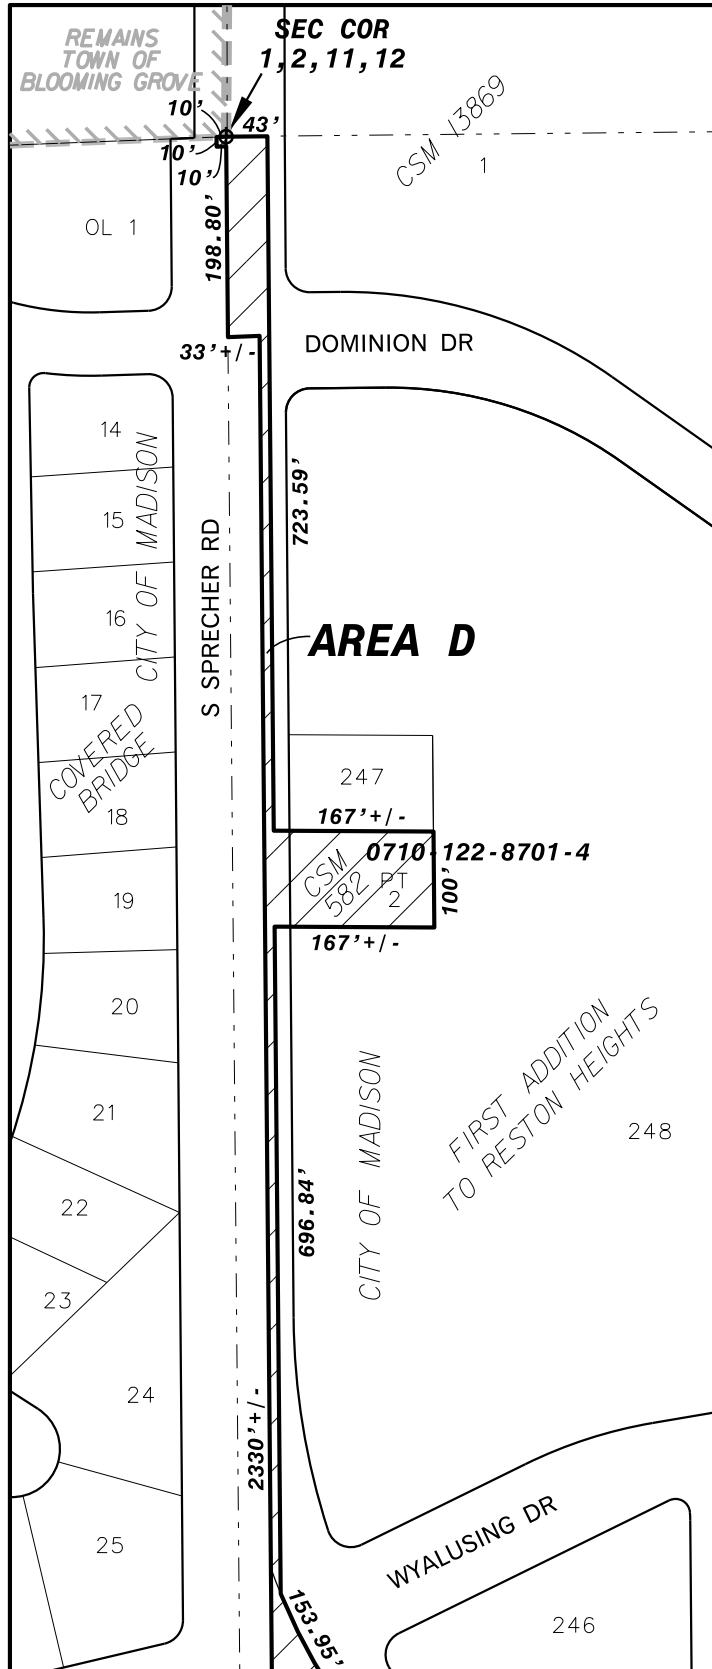 REMAINS
TOWN OF
BLOOMING GROVE
SEC COR
1,2,11,12
10'
43'
10'
10'
CSM 13869
1
OL 1
198.80'
33'+/-
DOMINION DR
14
15
16
17
18
19
20
21
22
23
24
25
CITY OF MADISON
COVERED
BRIDGE
S SPRECHER RD
723.59'
AREA D
247
167'+/-
0710-122-8701-4
CSM
582
PT
2
100'
167'+/-
CITY OF MADISON
FIRST ADDITION
TO RESTON HEIGHTS
248
696.84'
2330'+/-
WYALUSING DR
153.95'
246